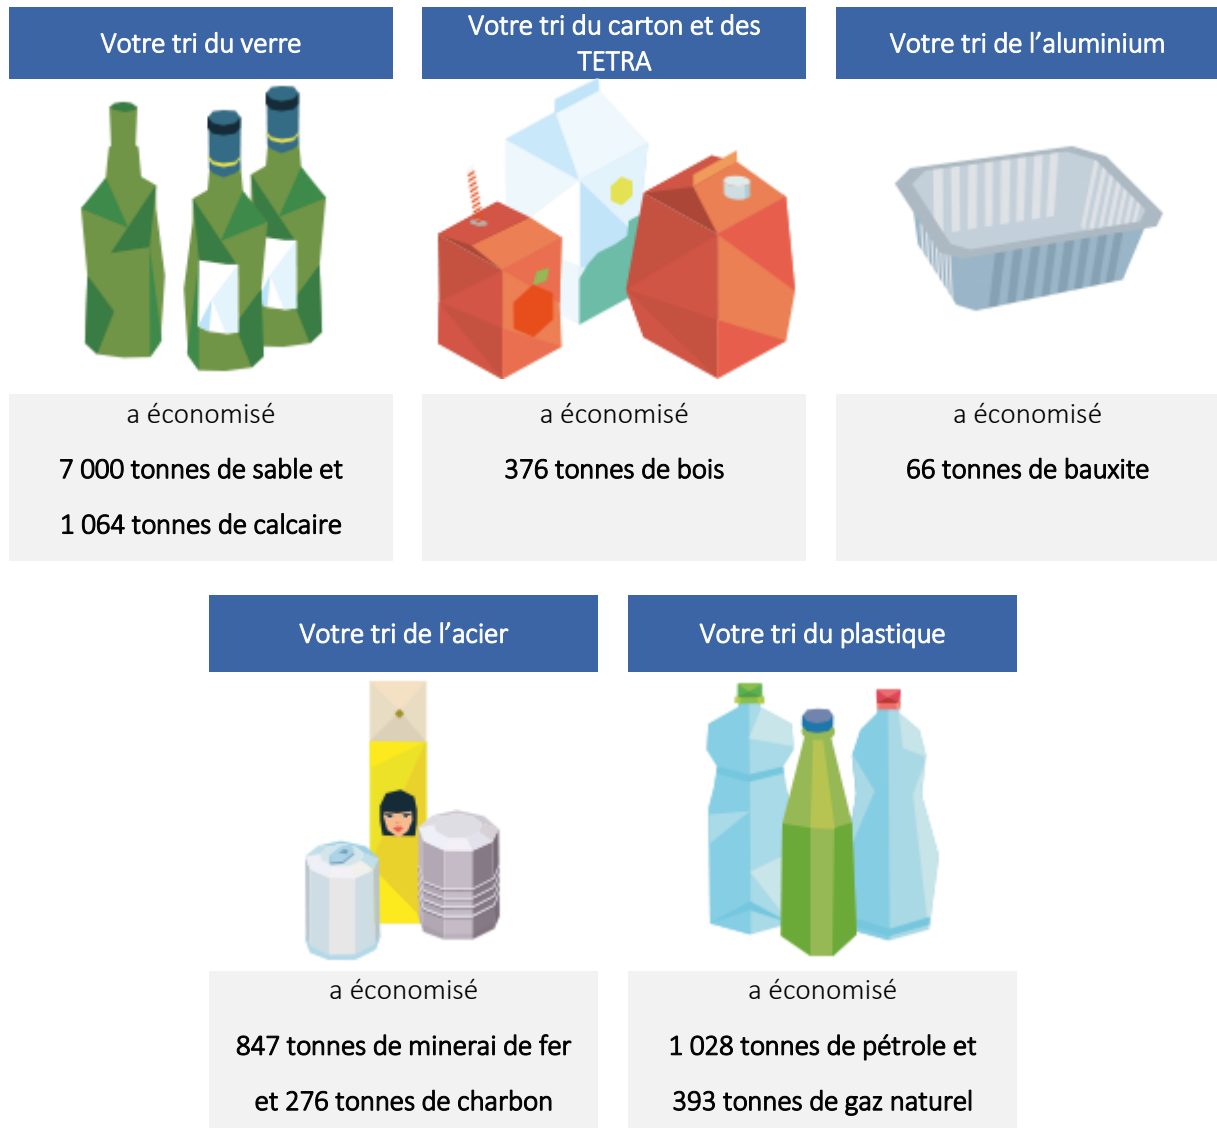 Votre tri du verre
Votre tri du carton et des
TETRA
Votre tri de l’aluminium
a économisé
7 000 tonnes de sable et
1 064 tonnes de calcaire
a économisé
376 tonnes de bois
a économisé
66 tonnes de bauxite
Votre tri de l’acier
Votre tri du plastique
a économisé
847 tonnes de minerai de fer
et 276 tonnes de charbon
a économisé
1 028 tonnes de pétrole et
393 tonnes de gaz naturel